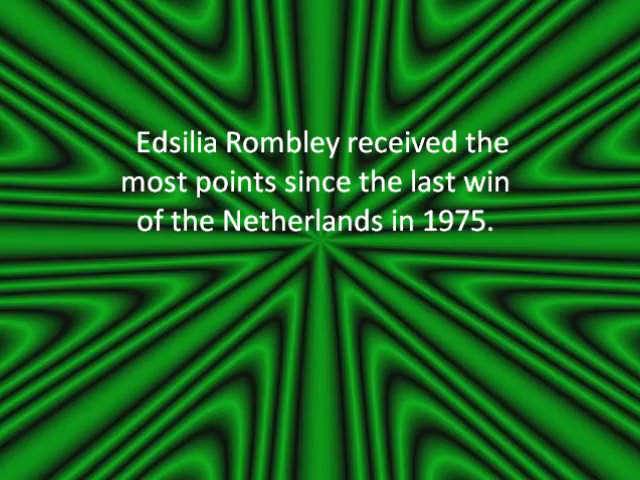 Edsilia Rombley received the
most points since the last win
of the Netherlands in 1975.